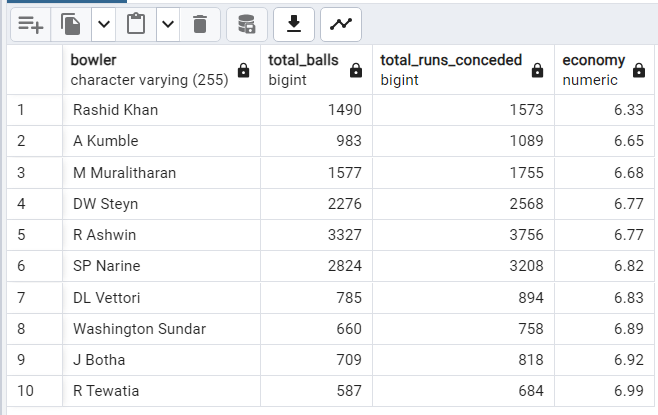 bowler total_balls total_runs_conceded economy
character varying (255) bigint bigint numeric
1 Rashid Khan 1490 1573 6.33
2 A Kumble 983 1089 6.65
3 M Muralitharan 1577 1755 6.68
4 DW Steyn 2276 2568 6.77
5 R Ashwin 3327 3756 6.77
6 SP Narine 2824 3208 6.82
7 DL Vettori 785 894 6.83
8 Washington Sundar 660 758 6.89
9 J Botha 709 818 6.92
10 R Tewatia 587 684 6.99